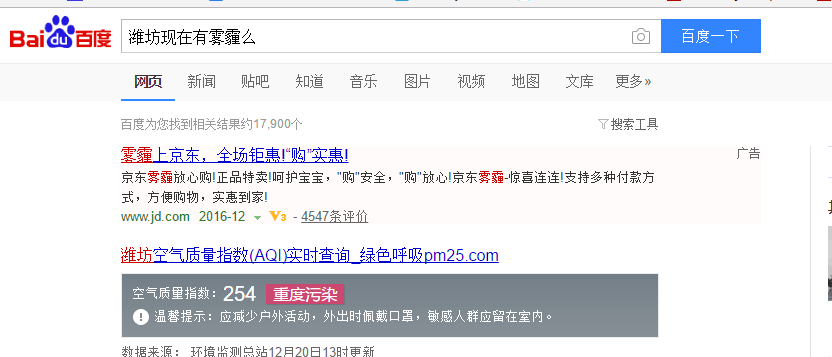 Bai du 百度
潍坊现在有雾霾么
百度一下
网页 新闻 贴吧 知道 音乐 图片 视频 地图 文库 更多»
百度为您找到相关结果约17,900个
搜索工具
雾霾上京东，全场钜惠!“购”实惠!
广告
京东雾霾放心购!正品特卖!呵护宝宝，"购"安全，"购"放心!京东雾霾-惊喜连连!支持多种付款方
式，方便购物，实惠到家!
www.jd.com 2016-12 V3 - 4547条评价
潍坊空气质量指数(AQI)实时查询_绿色呼吸pm25.com
空气质量指数：254 重度污染
温馨提示：应减少户外活动，外出时佩戴口罩，敏感人群应留在室内。
数据来源： 环境监测总站12月20日13时更新